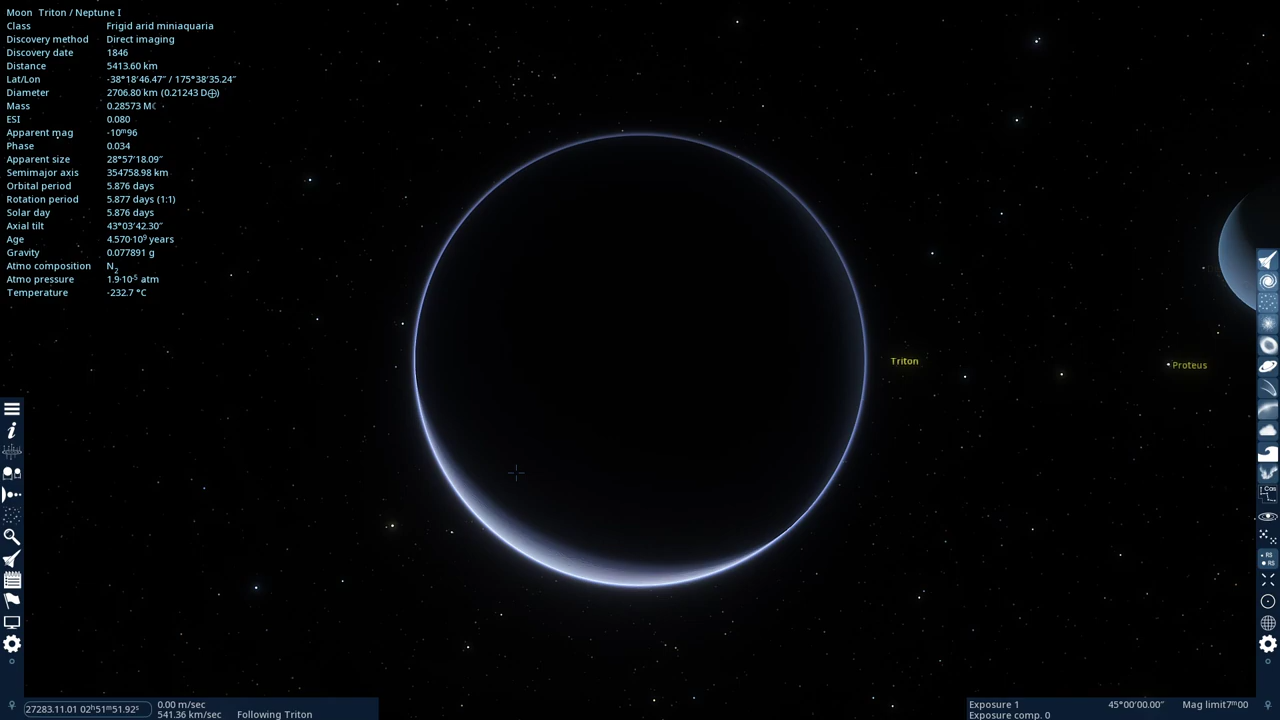 Moon Triton / Neptune I
Class Frigid arid miniaquaria
Discovery method Direct imaging
Discovery date 1846
Distance 5413.60 km
Lat/Lon -38°18′46.47″ / 175°38′35.24″
Diameter 2706.80 km (0.21243 D⊕)
Mass 0.28573 M☾
ESI 0.080
Apparent mag -10ᵐ96
Phase 0.034
Apparent size 28°57′18.09″
Semimajor axis 354758.98 km
Orbital period 5.876 days
Rotation period 5.877 days (1:1)
Solar day 5.876 days
Axial tilt 43°03′42.30″
Age 4.570·10⁹ years
Gravity 0.077891 g
Atmo composition N₂
Atmo pressure 1.9·10⁻⁵ atm
Temperature -232.7 °C
Triton
Proteus
Con
RS
RS
27283.11.01 02ʰ51ᵐ51.92ˢ
0.00 m/sec
541.36 km/sec Following Triton
Exposure 1 45°00′00.00″ Mag limit 7ᵐ00
Exposure comp. 0